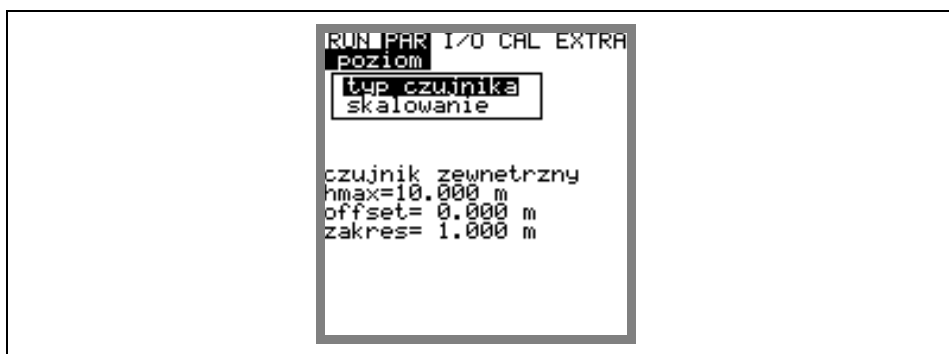 RUN PAR I/O CAL EXTRA
poziom
typ czujnika
skalowanie
czujnik zewnetrzny
hmax=10.000 m
offset= 0.000 m
zakres= 1.000 m